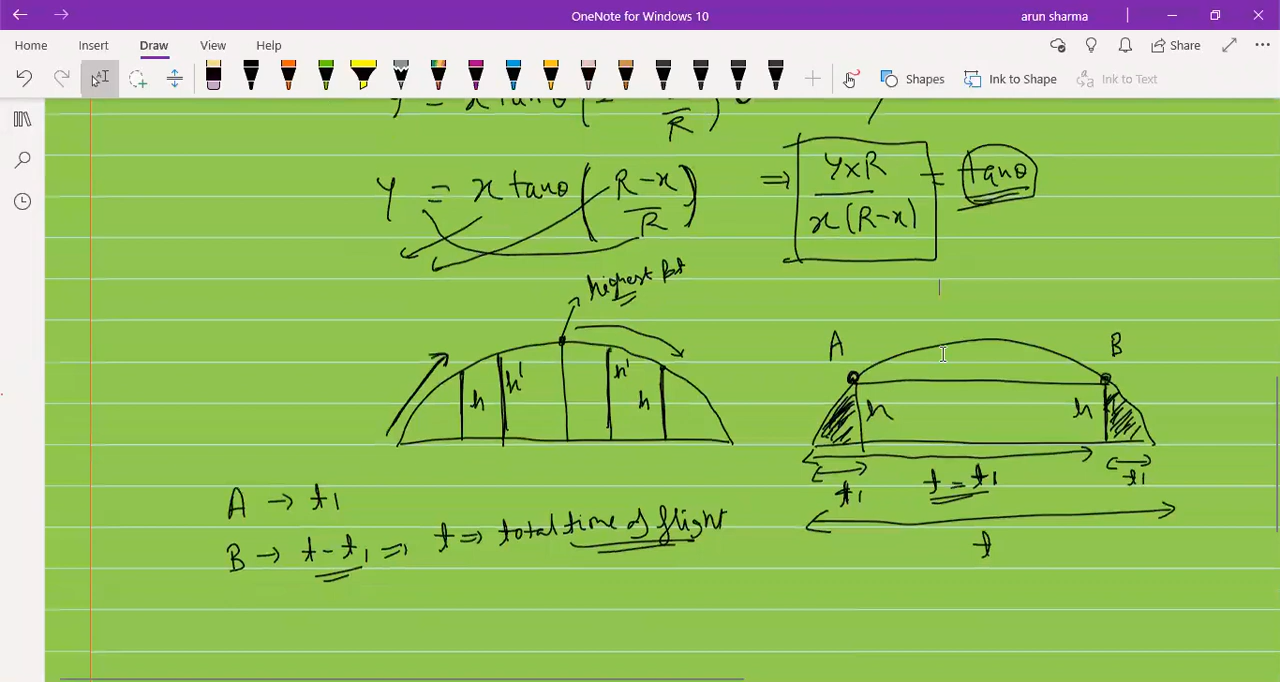 OneNote for Windows 10
arun sharma
Home Insert Draw View Help
Share
Shapes
Ink to Shape
Ink to Text
Y = x tanθ (R-x / R)
⇒ Y×R / x(R-x) = tanθ
highest
h h' h' h
A B
h h
t1 t = t1 t1
t
A → t1
B → t-t1 ⇒ t ⇒ total time of flight